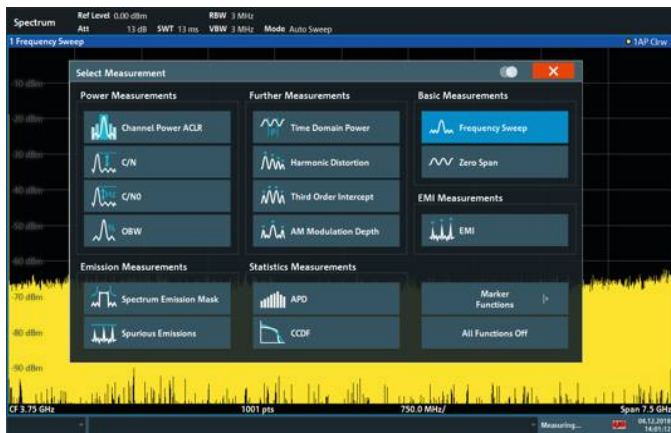 Spectrum
Ref Level 0.00 dBm RBW 3 MHz
Att 13 dB SWT 13 ms VBW 3 MHz Mode Auto Sweep
1 Frequency Sweep 1AP Clrw
Select Measurement
Power Measurements
Channel Power ACLR
C/N
C/N0
OBW
Further Measurements
Time Domain Power
Harmonic Distortion
Third Order Intercept
AM Modulation Depth
Basic Measurements
Frequency Sweep
Zero Span
EMI Measurements
EMI
Emission Measurements
Spectrum Emission Mask
Spurious Emissions
Statistics Measurements
APD
CCDF
Marker
Functions
All Functions Off
-10 dBm
-20 dBm
-30 dBm
-40 dBm
-50 dBm
-60 dBm
-70 dBm
-80 dBm
-90 dBm
CF 3.75 GHz 1001 pts 750.0 MHz/ Span 7.5 GHz
Measuring...
04.12.2018